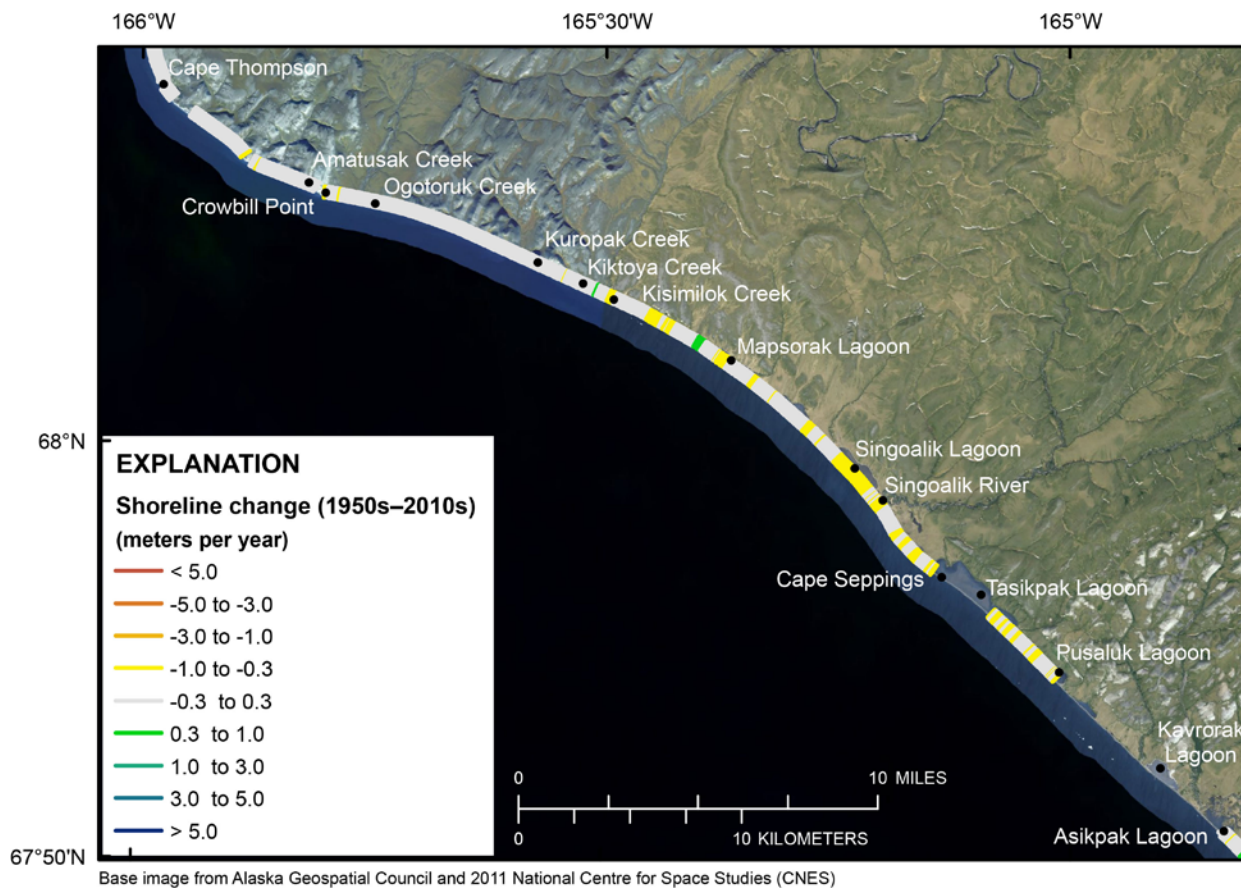 166°W
165°30'W
165°W
Cape Thompson
Amatusak Creek
Ogotoruk Creek
Crowbill Point
Kuropak Creek
Kiktoya Creek
Kisimilok Creek
Mapsorak Lagoon
68°N
Singoalik Lagoon
Singoalik River
Cape Seppings
Tasikpak Lagoon
Pusaluk Lagoon
Kavrorak
Lagoon
Asikpak Lagoon
67°50'N
EXPLANATION
Shoreline change (1950s–2010s)
(meters per year)
< 5.0
-5.0 to -3.0
-3.0 to -1.0
-1.0 to -0.3
-0.3 to 0.3
0.3 to 1.0
1.0 to 3.0
3.0 to 5.0
> 5.0
0 10 MILES
0 10 KILOMETERS
Base image from Alaska Geospatial Council and 2011 National Centre for Space Studies (CNES)